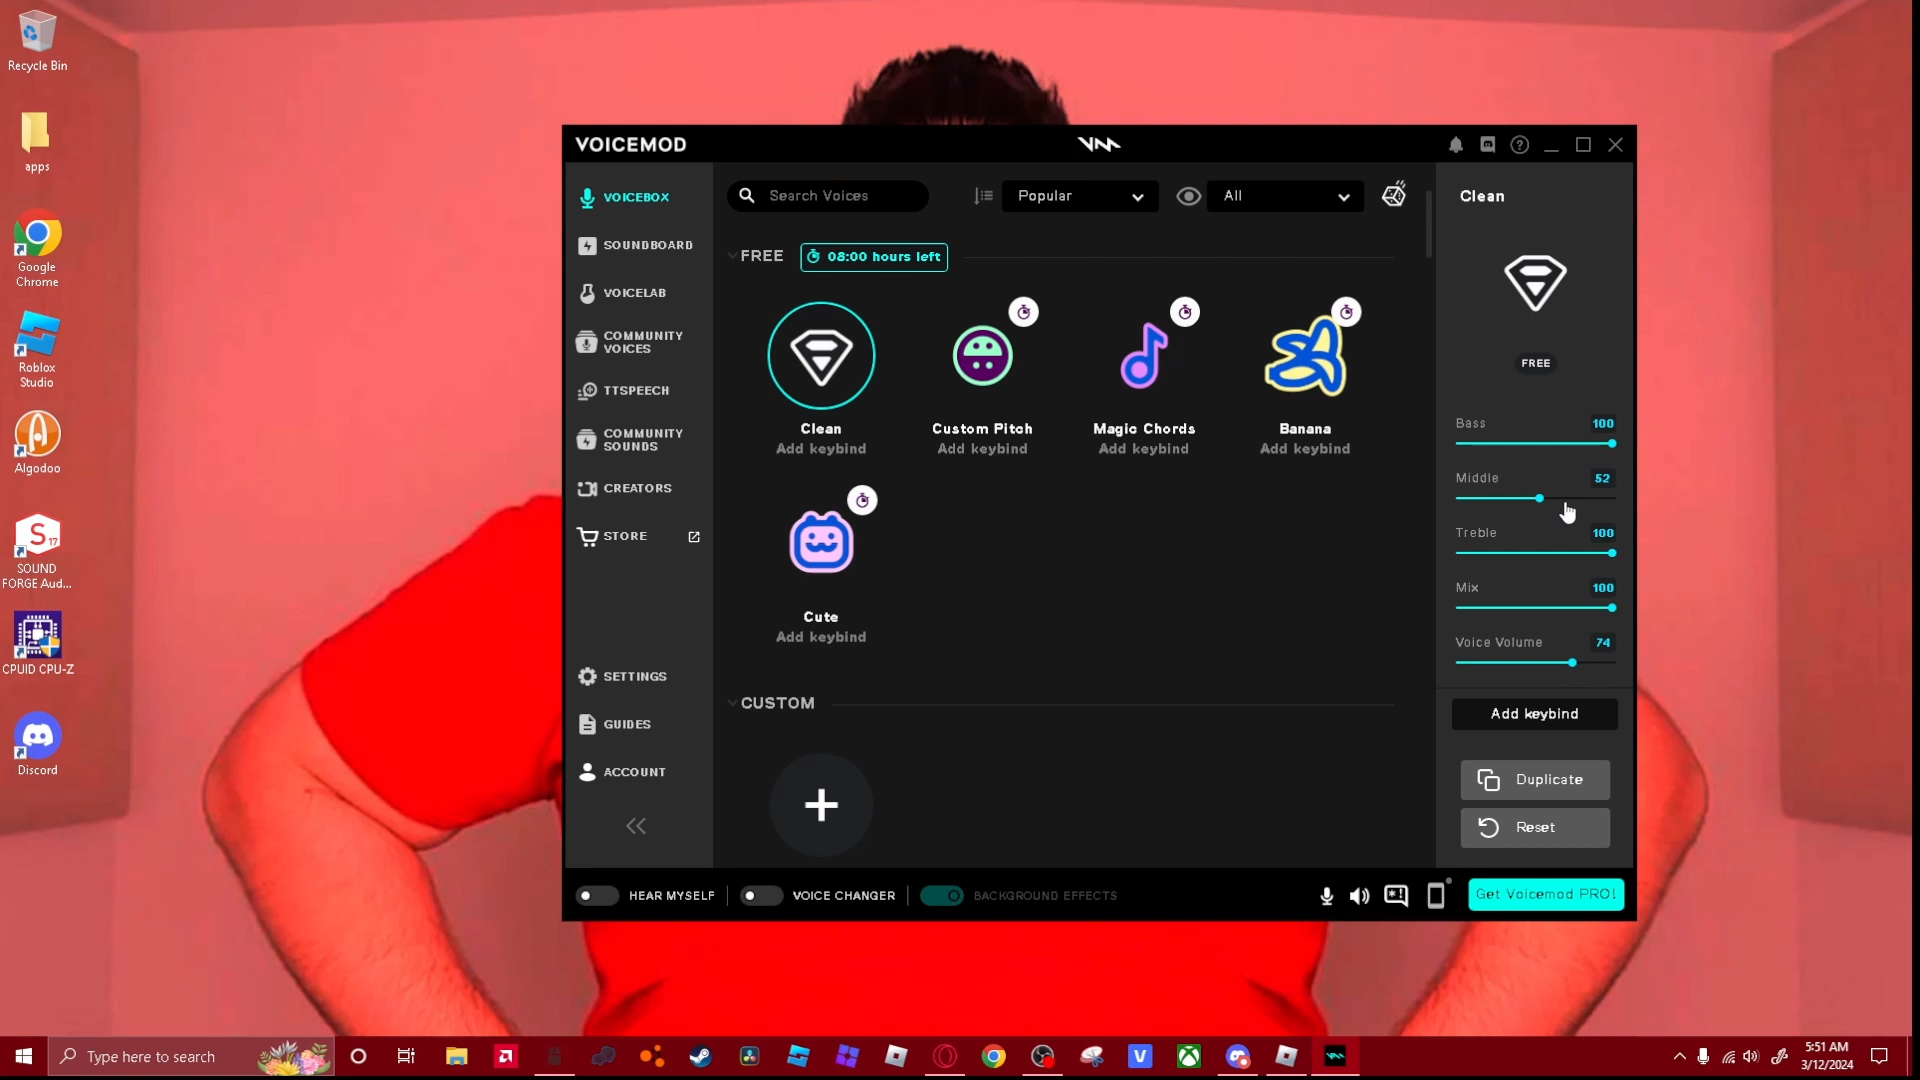 Recycle Bin
apps
Google
Chrome
Roblox
Studio
Algodoo
S
17
SOUND
FORGE Aud...
CPUID CPU-Z
Discord
VOICEMOD
VOICEBOX
SOUNDBOARD
VOICELAB
COMMUNITY
VOICES
TTSPEECH
COMMUNITY
SOUNDS
CREATORS
STORE
SETTINGS
GUIDES
ACCOUNT
Search Voices
Popular
All
FREE
08:00 hours left
Clean
Add keybind
Custom Pitch
Add keybind
Magic Chords
Add keybind
Banana
Add keybind
Cute
Add keybind
CUSTOM
Clean
FREE
Bass 100
Middle 52
Treble 100
Mix 100
Voice Volume 74
Add keybind
Duplicate
Reset
HEAR MYSELF
VOICE CHANGER
BACKGROUND EFFECTS
Get Voicemod PRO!
Type here to search
5:51 AM
3/12/2024